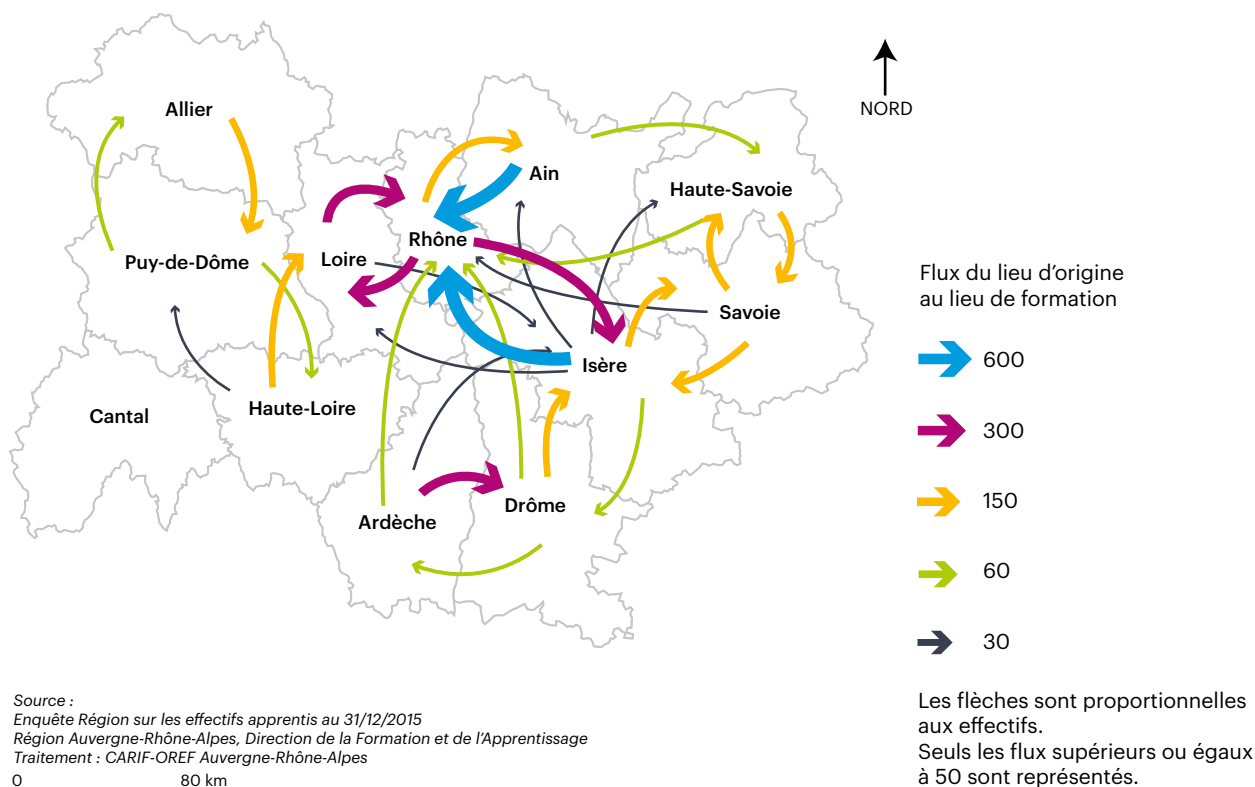 Allier
NORD
Ain
Haute-Savoie
Rhône
Puy-de-Dôme
Loire
Savoie
Isère
Cantal
Haute-Loire
Drôme
Ardèche
Flux du lieu d’origine
au lieu de formation
600
300
150
60
30
Les flèches sont proportionnelles
aux effectifs.
Seuls les flux supérieurs ou égaux
à 50 sont représentés.
Source :
Enquête Région sur les effectifs apprentis au 31/12/2015
Région Auvergne-Rhône-Alpes, Direction de la Formation et de l’Apprentissage
Traitement : CARIF-OREF Auvergne-Rhône-Alpes
0 80 km